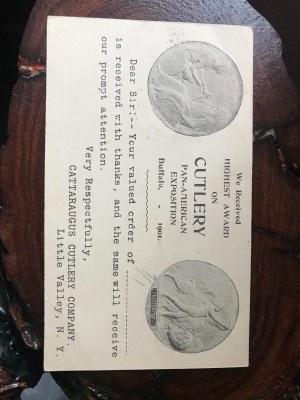 We Received
HIGHEST AWARD
ON
CUTLERY
PAN-AMERICAN
EXPOSITION
Buffalo, - 1901.
Dear Sir:-- Your valued order of
is received with thanks, and the same will receive
our prompt attention.
Very Respectfully,
CATTARAUGUS CUTLERY COMPANY
Little Valley, N. Y.